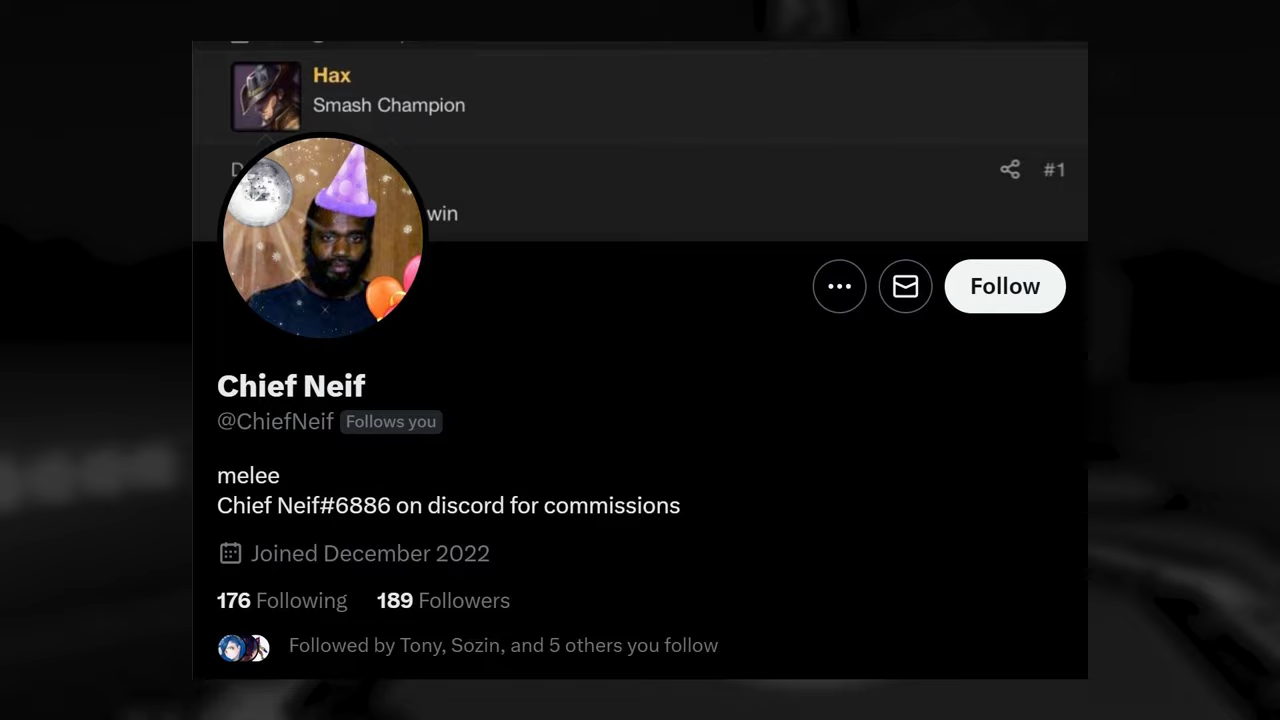 Hax
Smash Champion
D
#1
win
Follow
Chief Neif
@ChiefNeif Follows you
melee
Chief Neif#6886 on discord for commissions
Joined December 2022
176 Following 189 Followers
Followed by Tony, Sozin, and 5 others you follow